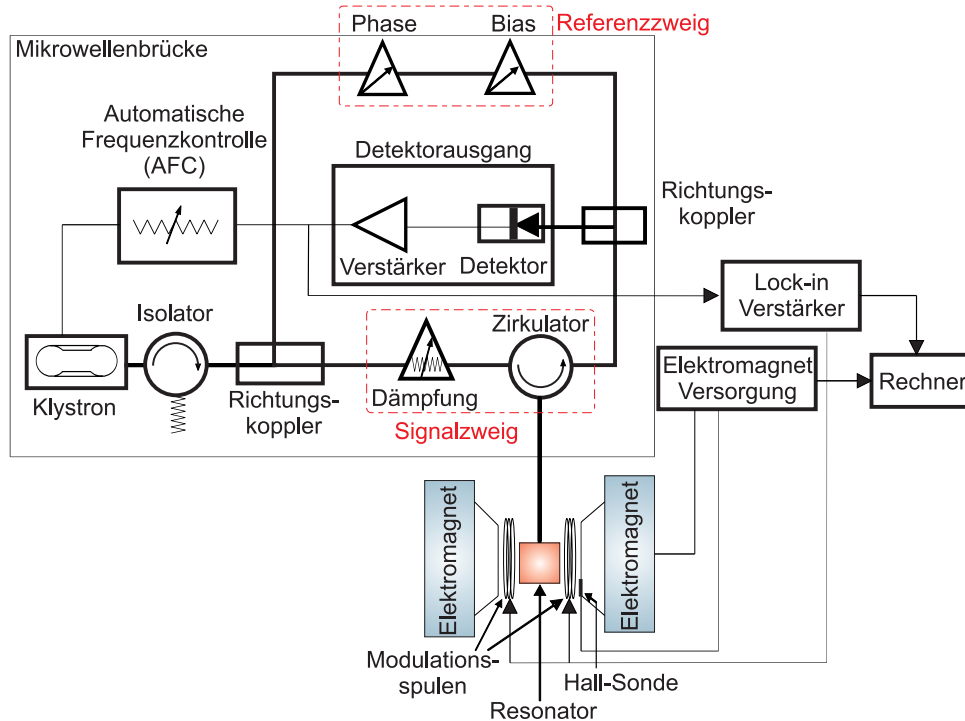 Phase
Bias
Referenzzweig
Mikrowellenbrücke
Automatische
Frequenzkontrolle
(AFC)
Detektorausgang
Verstärker
Detektor
Richtungs-
koppler
Lock-in
Verstärker
Isolator
Zirkulator
Elektromagnet
Versorgung
Rechner
Klystron
Richtungs-
koppler
Dämpfung
Signalzweig
Elektromagnet
Elektromagnet
Modulations-
spulen
Hall-Sonde
Resonator